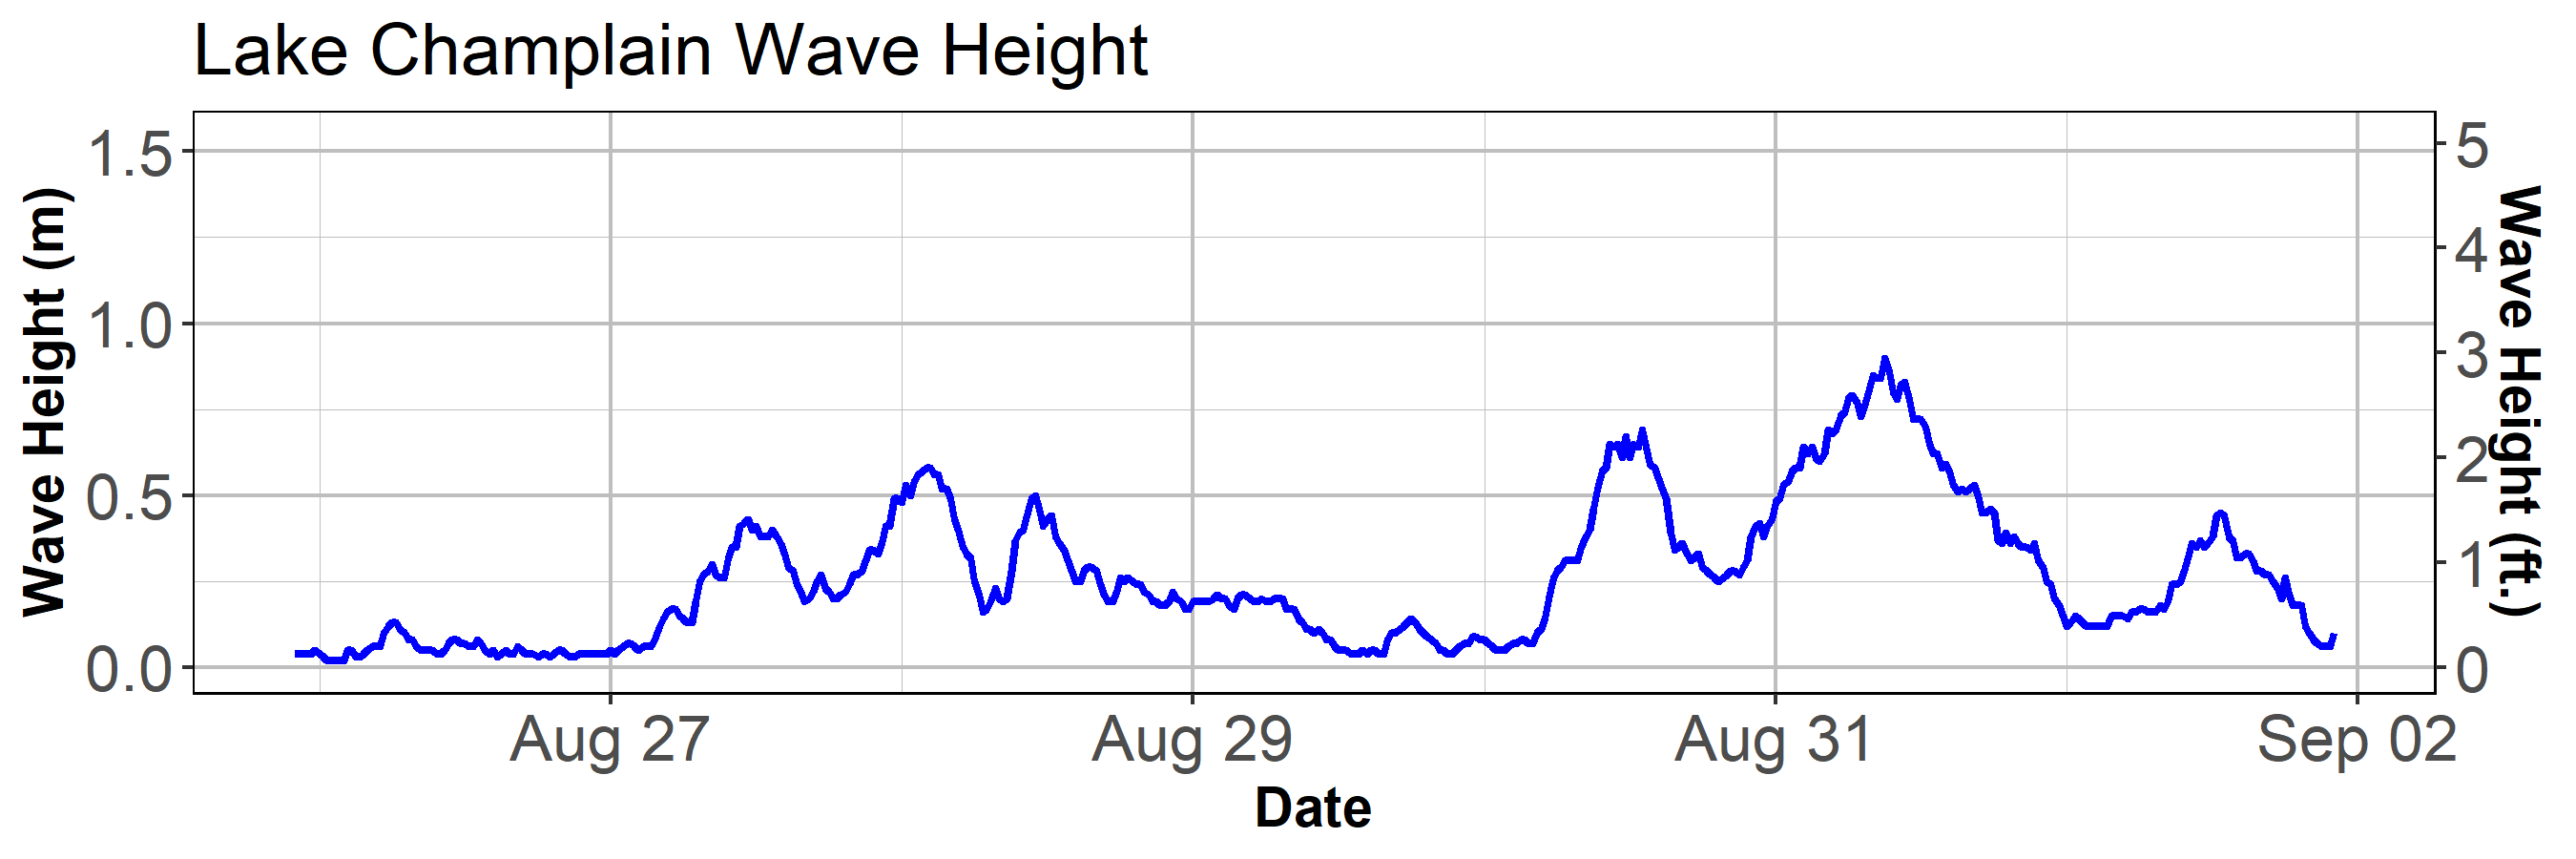 Lake Champlain Wave Height
Wave Height (m)
1.5
1.0
0.5
0.0
5
4
3
2
1
0
Wave Height (ft.)
Aug 27
Aug 29
Aug 31
Sep 02
Date